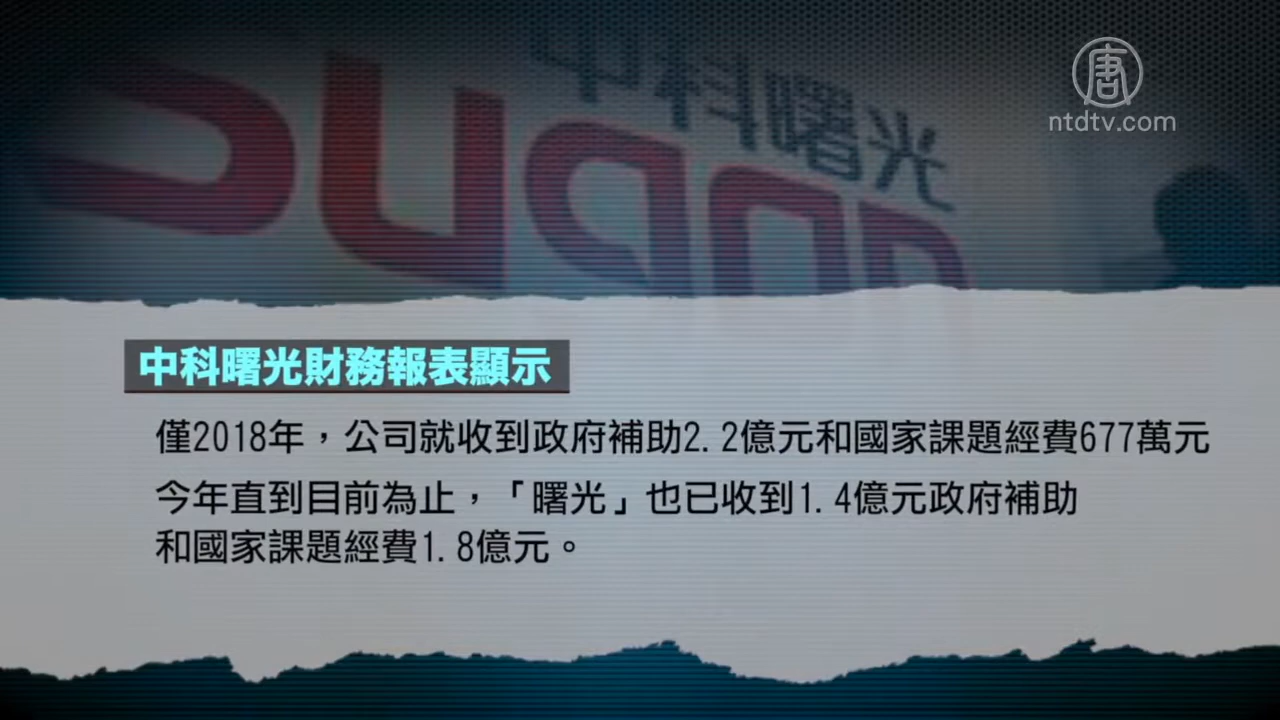 中科曙光
唐
ntdtv.com
中科曙光財務報表顯示
僅2018年，公司就收到政府補助2.2億元和國家課題經費677萬元
今年直到目前為止，「曙光」也已收到1.4億元政府補助
和國家課題經費1.8億元。